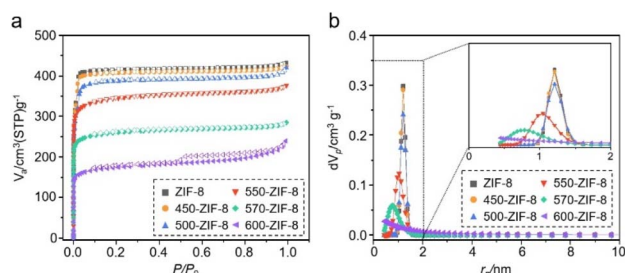 a
500
400
300
200
100
0
Vₐ/cm³(STP)g⁻¹
ZIF-8
450-ZIF-8
500-ZIF-8
550-ZIF-8
570-ZIF-8
600-ZIF-8
0.0 0.2 0.4 0.6 0.8 1.0
P/P₀
b
0.4
0.3
0.2
0.1
0.0
dVₚ/cm³ g⁻¹
0 1 2
ZIF-8
450-ZIF-8
500-ZIF-8
550-ZIF-8
570-ZIF-8
600-ZIF-8
0 2 4 6 8 10
rₚ/nm